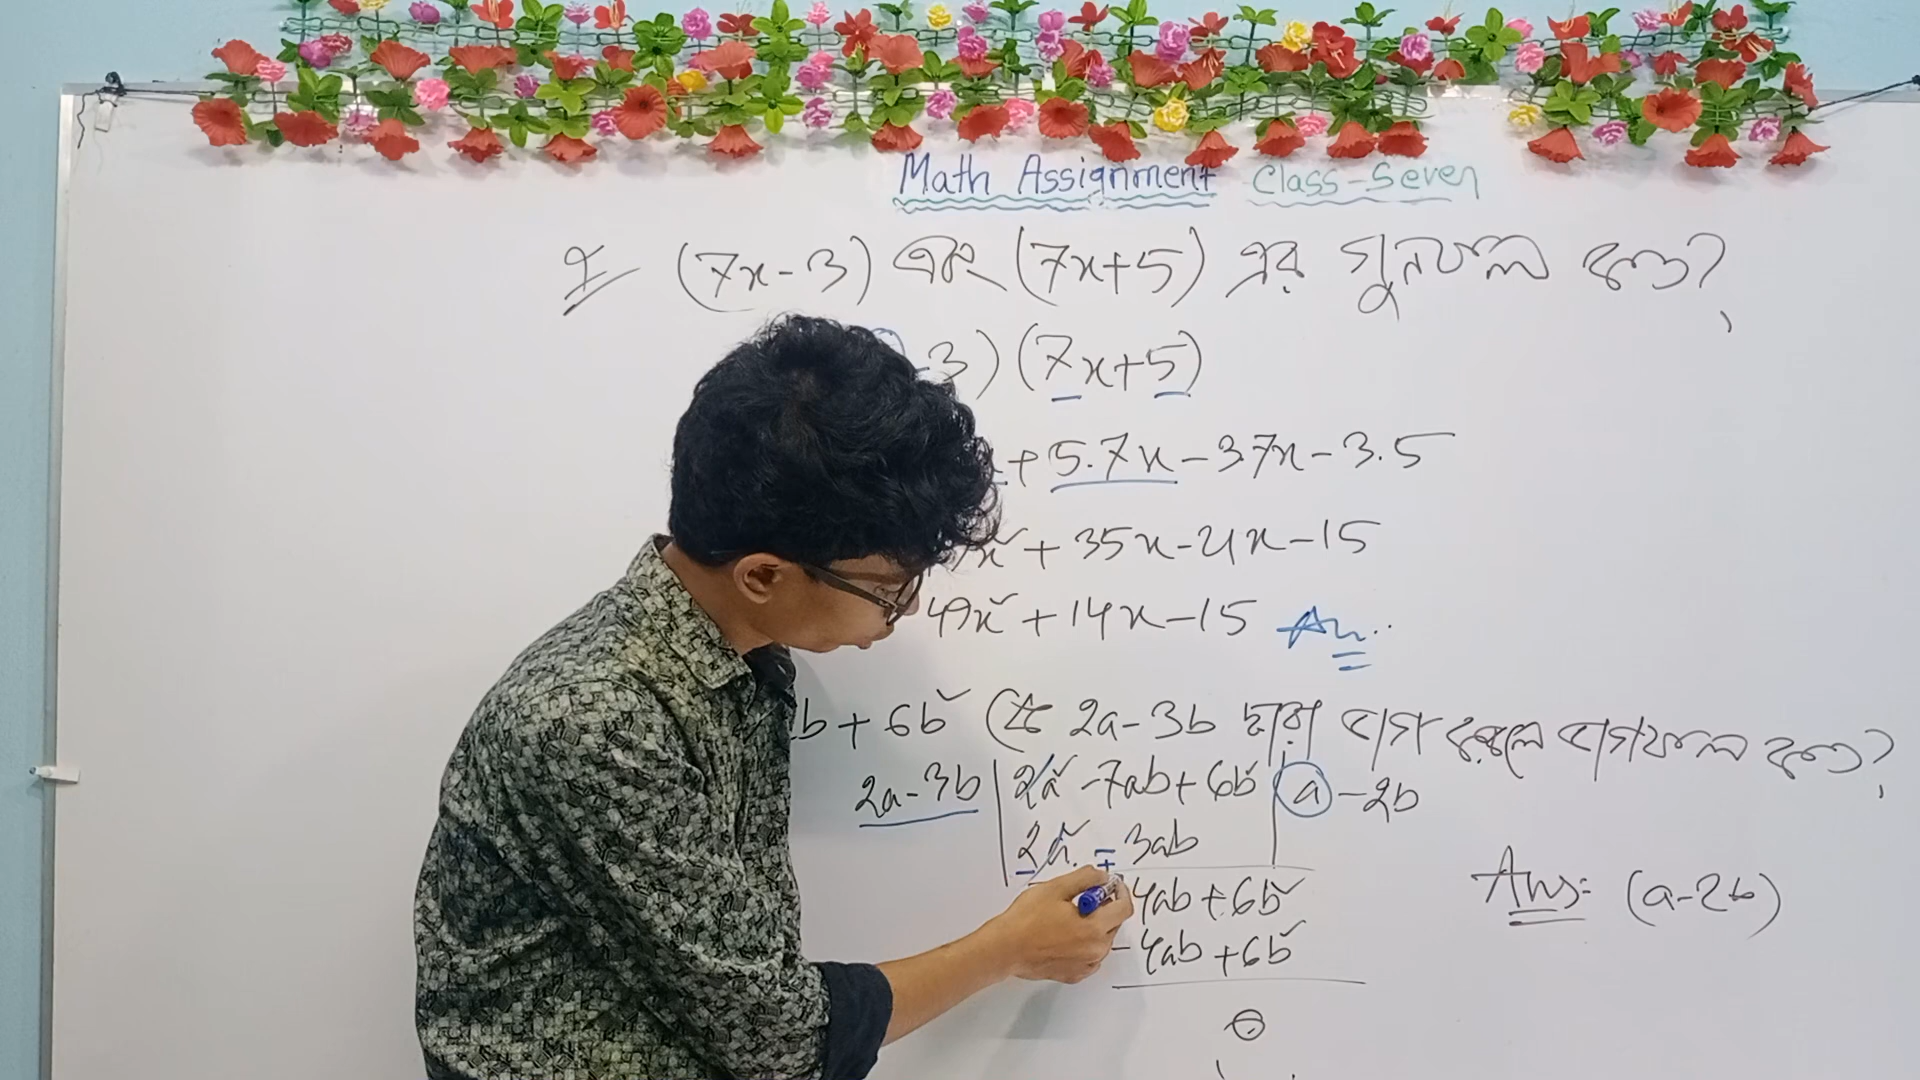 Math Assignment Class-Seven
(7x-3) এবং (7x+5) এর গুনফল কত?
-3) (7x+5)
+ 5.7x - 3.7x - 3.5
x² + 35x - 21x - 15
49x² + 14x - 15 Ans..
b + 6b² কে 2a-3b দ্বারা ভাগ করলে ভাগফল কত?
2a-3b | 2a² - 7ab + 6b² | a - 2b
2a² - 3ab
+
4ab + 6b²
-4ab + 6b²
0
Ans: (a-2b)